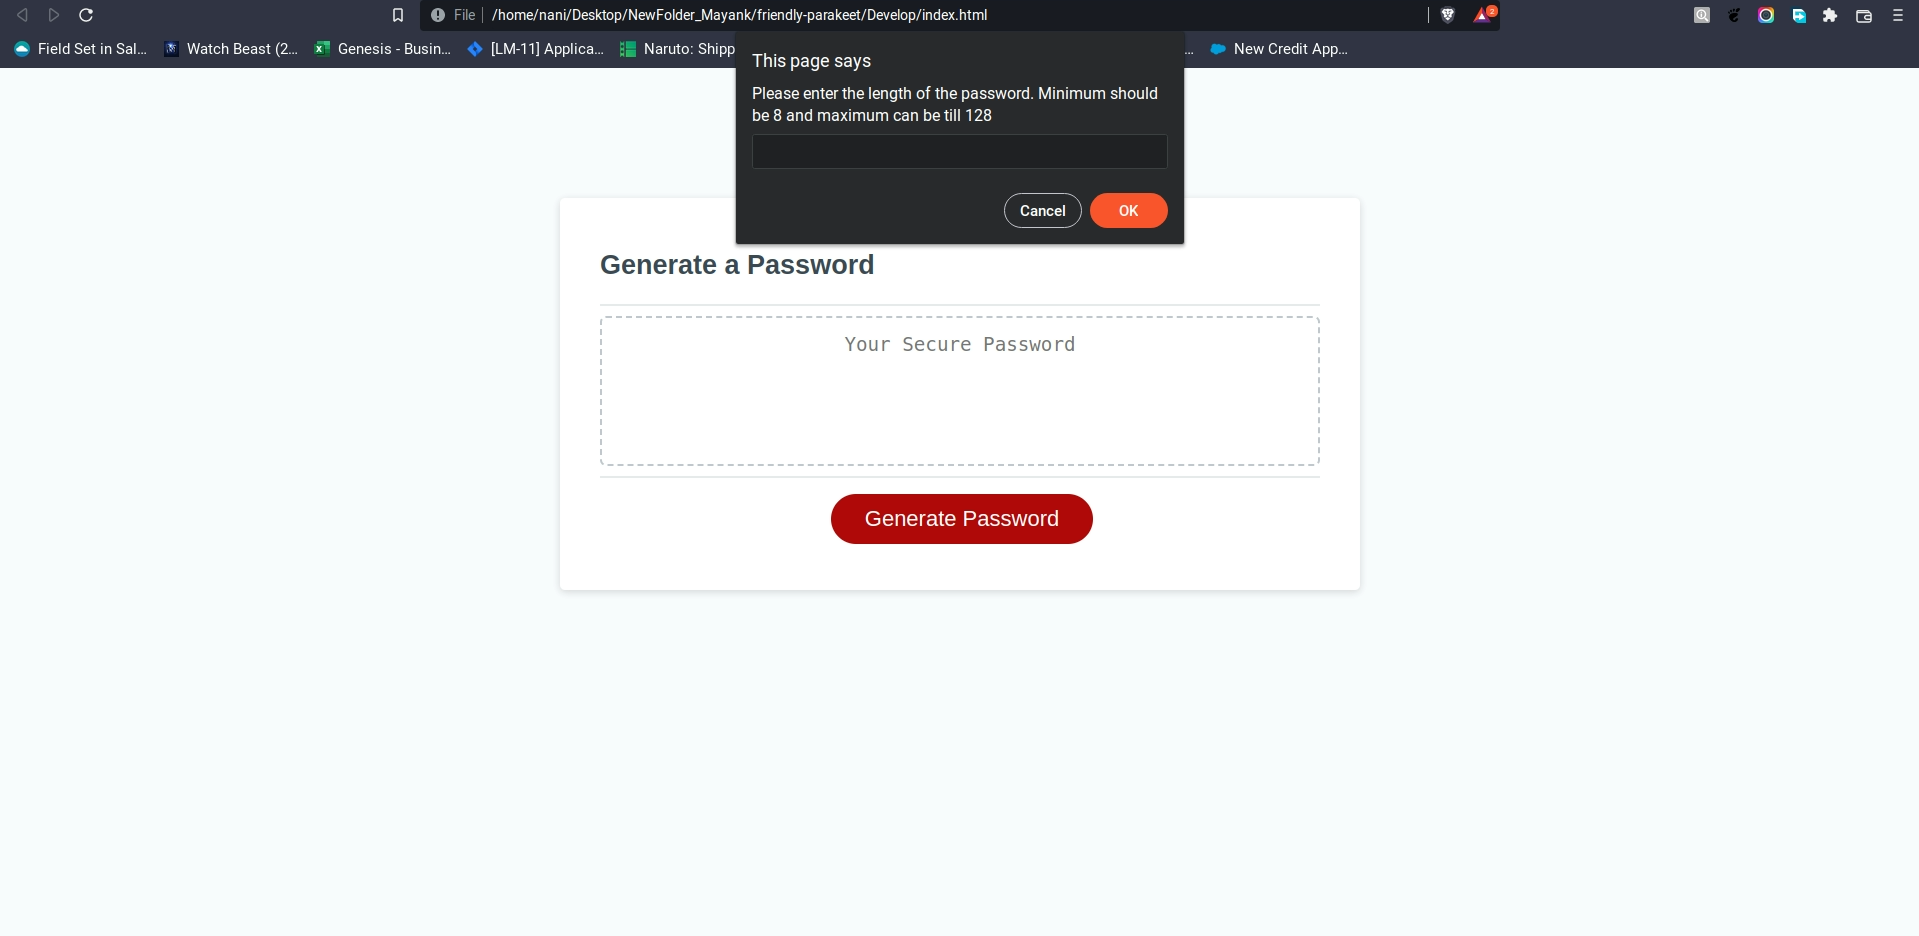 File /home/nani/Desktop/NewFolder_Mayank/friendly-parakeet/Develop/index.html 2
Field Set in Sal... Watch Beast (2... Genesis - Busin... [LM-11] Applica... Naruto: Shipp ... New Credit App...
This page says
Please enter the length of the password. Minimum should
be 8 and maximum can be till 128
Cancel OK
Generate a Password
Your Secure Password
Generate Password